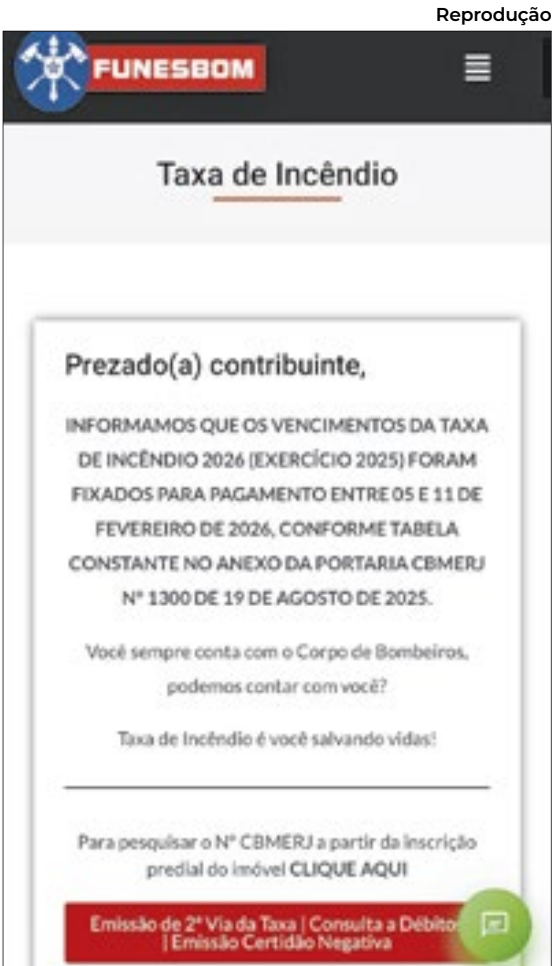 Reprodução
FUNESBOM
Taxa de Incêndio
Prezado(a) contribuinte,
INFORMAMOS QUE OS VENCIMENTOS DA TAXA
DE INCÊNDIO 2026 (EXERCÍCIO 2025) FORAM
FIXADOS PARA PAGAMENTO ENTRE 05 E 11 DE
FEVEREIRO DE 2026, CONFORME TABELA
CONSTANTE NO ANEXO DA PORTARIA CBMERJ
N° 1300 DE 19 DE AGOSTO DE 2025.
Você sempre conta com o Corpo de Bombeiros,
podemos contar com você?
Taxa de Incêndio é você salvando vidas!
Para pesquisar o N° CBMERJ a partir da inscrição
predial do imóvel CLIQUE AQUI
Emissão de 2ª Via da Taxa | Consulta a Débito
| Emissão Certidão Negativa